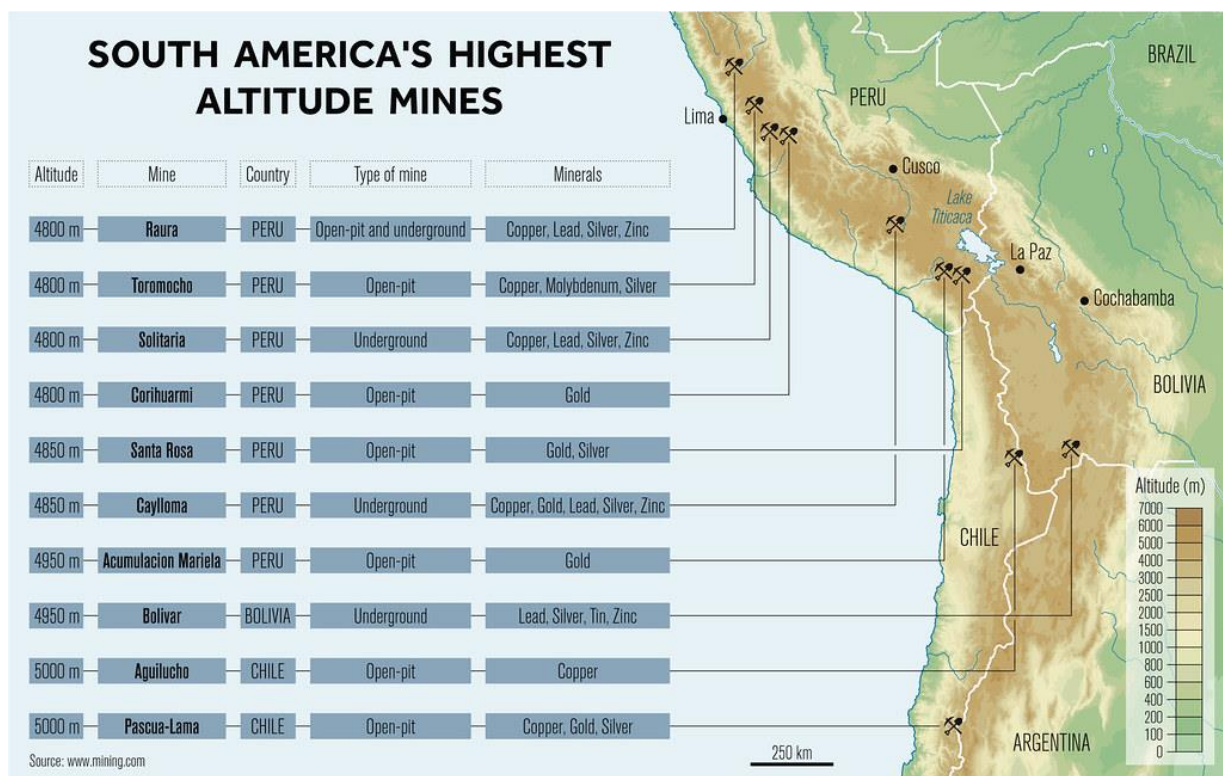 SOUTH AMERICA'S HIGHEST
ALTITUDE MINES
Altitude Mine Country Type of mine Minerals
4800 m Raura PERU Open-pit and underground Copper, Lead, Silver, Zinc
4800 m Toromocho PERU Open-pit Copper, Molybdenum, Silver
4800 m Solitaria PERU Underground Copper, Lead, Silver, Zinc
4800 m Corihuarmi PERU Open-pit Gold
4850 m Santa Rosa PERU Open-pit Gold, Silver
4850 m Caylloma PERU Underground Copper, Gold, Lead, Silver, Zinc
4950 m Acumulacion Mariela PERU Open-pit Gold
4950 m Bolivar BOLIVIA Underground Lead, Silver, Tin, Zinc
5000 m Aguilucho CHILE Open-pit Copper
5000 m Pascua-Lama CHILE Open-pit Copper, Gold, Silver
Source: www.mining.com
BRAZIL
PERU
Lima
Cusco
Lake
Titicaca
La Paz
Cochabamba
BOLIVIA
CHILE
ARGENTINA
250 km
Altitude (m)
7000
6000
5000
4000
3000
2500
2000
1500
1000
800
600
400
200
100
0